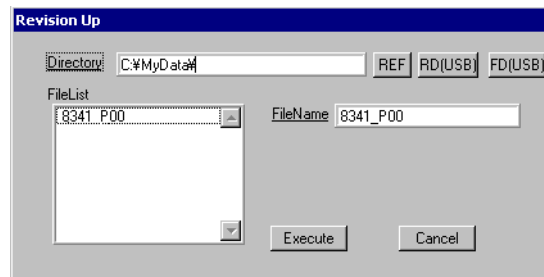 Revision Up
Directory C:¥MyData¥ REF RD(USB) FD(USB)
FileList
8341_P00
FileName 8341_P00
Execute Cancel